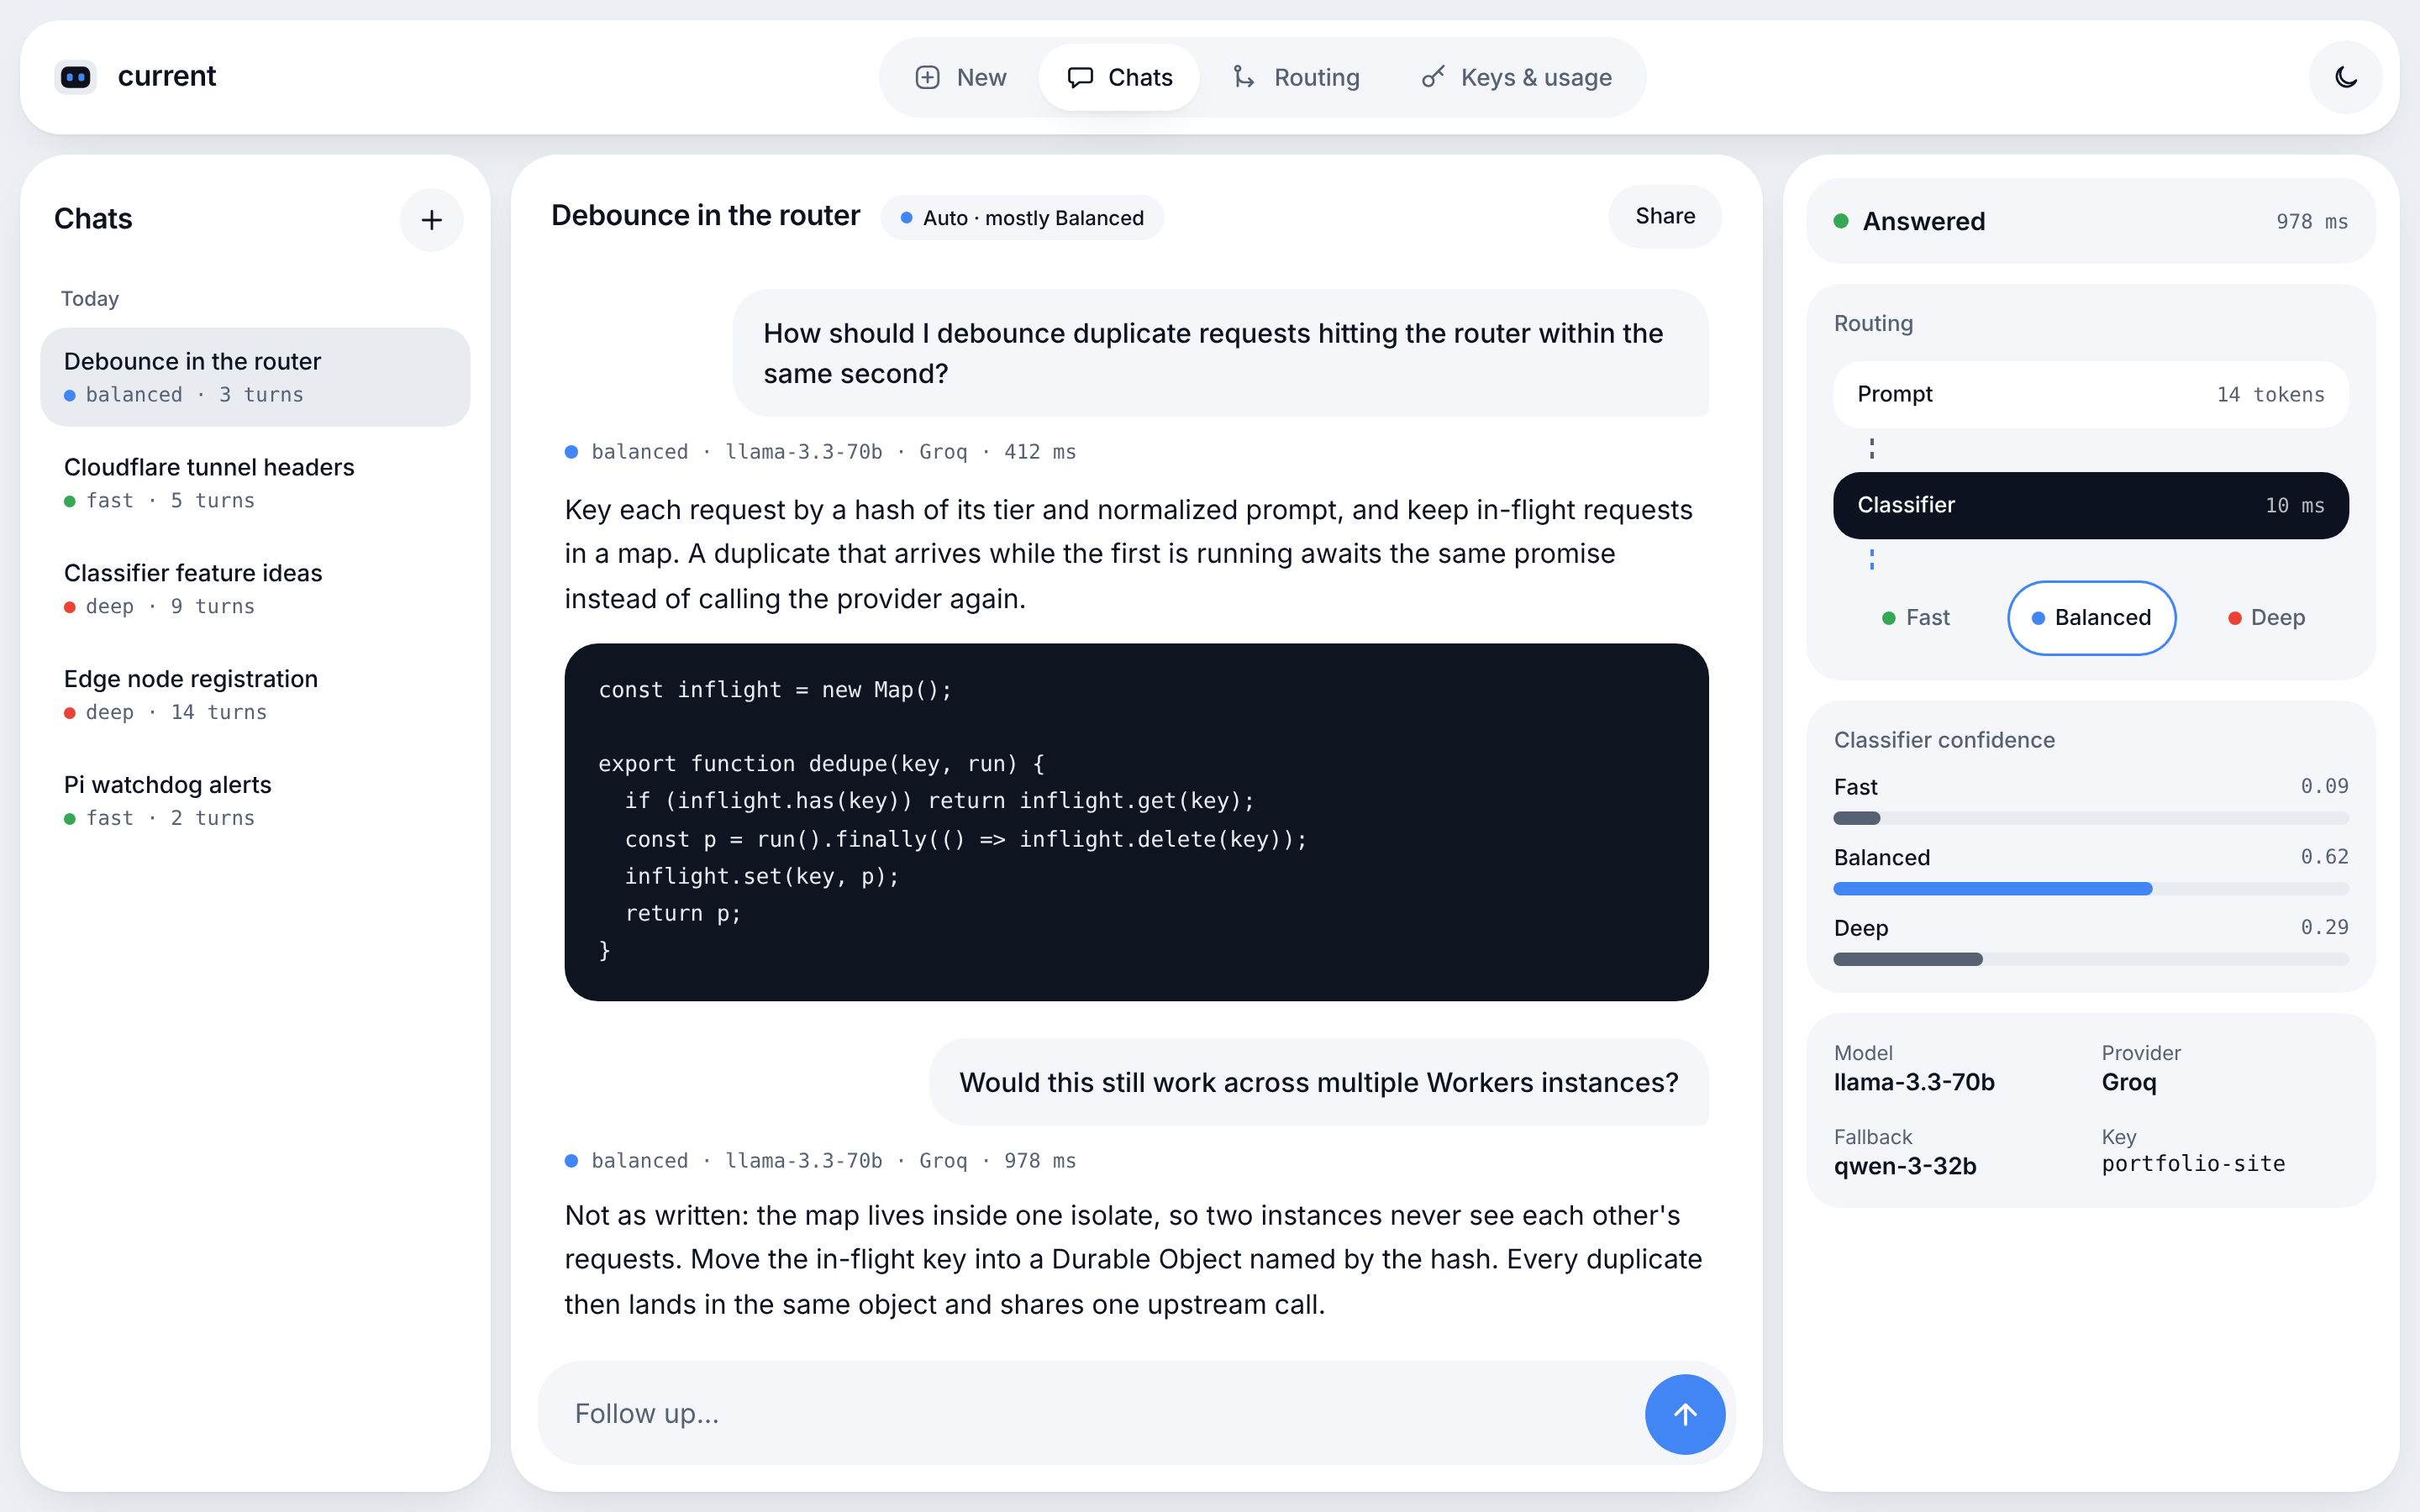 current
New
Chats
Routing
Keys & usage
Chats
Today
Debounce in the router
balanced · 3 turns
Cloudflare tunnel headers
fast · 5 turns
Classifier feature ideas
deep · 9 turns
Edge node registration
deep · 14 turns
Pi watchdog alerts
fast · 2 turns
Debounce in the router
Auto · mostly Balanced
Share
How should I debounce duplicate requests hitting the router within the
same second?
balanced · llama-3.3-70b · Groq · 412 ms
Key each request by a hash of its tier and normalized prompt, and keep in-flight requests
in a map. A duplicate that arrives while the first is running awaits the same promise
instead of calling the provider again.
const inflight = new Map();
export function dedupe(key, run) {
  if (inflight.has(key)) return inflight.get(key);
  const p = run().finally(() => inflight.delete(key));
  inflight.set(key, p);
  return p;
}
Would this still work across multiple Workers instances?
balanced · llama-3.3-70b · Groq · 978 ms
Not as written: the map lives inside one isolate, so two instances never see each other's
requests. Move the in-flight key into a Durable Object named by the hash. Every duplicate
then lands in the same object and shares one upstream call.
Follow up...
Answered
978 ms
Routing
Prompt
14 tokens
Classifier
10 ms
Fast
Balanced
Deep
Classifier confidence
Fast
0.09
Balanced
0.62
Deep
0.29
Model
llama-3.3-70b
Provider
Groq
Fallback
qwen-3-32b
Key
portfolio-site